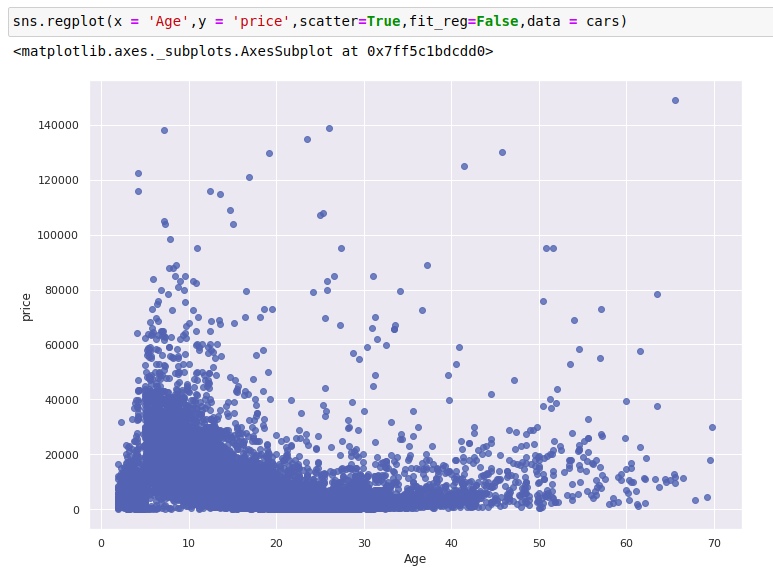 sns.regplot(x = 'Age',y = 'price',scatter=True,fit_reg=False,data = cars)
<matplotlib.axes._subplots.AxesSubplot at 0x7ff5c1bdcdd0>
140000
120000
100000
80000
60000
40000
20000
0
price
0 10 20 30 40 50 60 70
Age